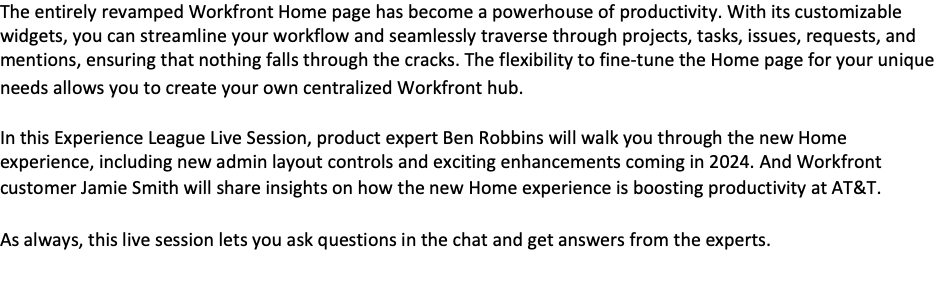 The entirely revamped Workfront Home page has become a powerhouse of productivity. With its customizable
widgets, you can streamline your workflow and seamlessly traverse through projects, tasks, issues, requests, and
mentions, ensuring that nothing falls through the cracks. The flexibility to fine-tune the Home page for your unique
needs allows you to create your own centralized Workfront hub.
In this Experience League Live Session, product expert Ben Robbins will walk you through the new Home
experience, including new admin layout controls and exciting enhancements coming in 2024. And Workfront
customer Jamie Smith will share insights on how the new Home experience is boosting productivity at AT&T.
As always, this live session lets you ask questions in the chat and get answers from the experts.